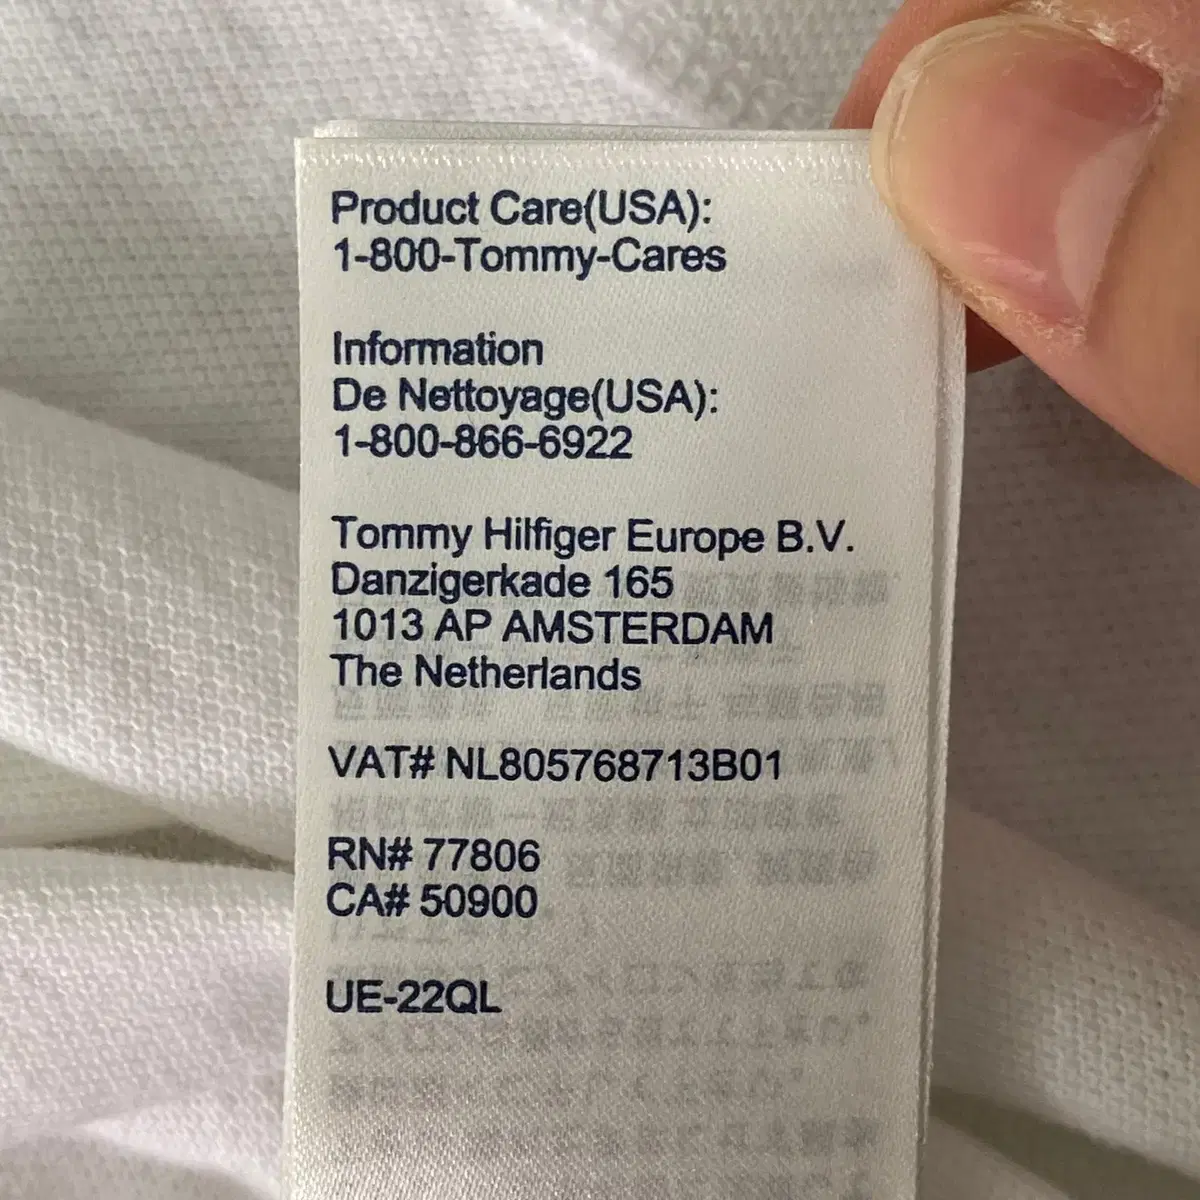 Product Care(USA):
1-800-Tommy-Cares
Information
De Nettoyage(USA):
1-800-866-6922
Tommy Hilfiger Europe B.V.
Danzigerkade 165
1013 AP AMSTERDAM
The Netherlands
VAT# NL805768713B01
RN# 77806
CA# 50900
UE-22QL